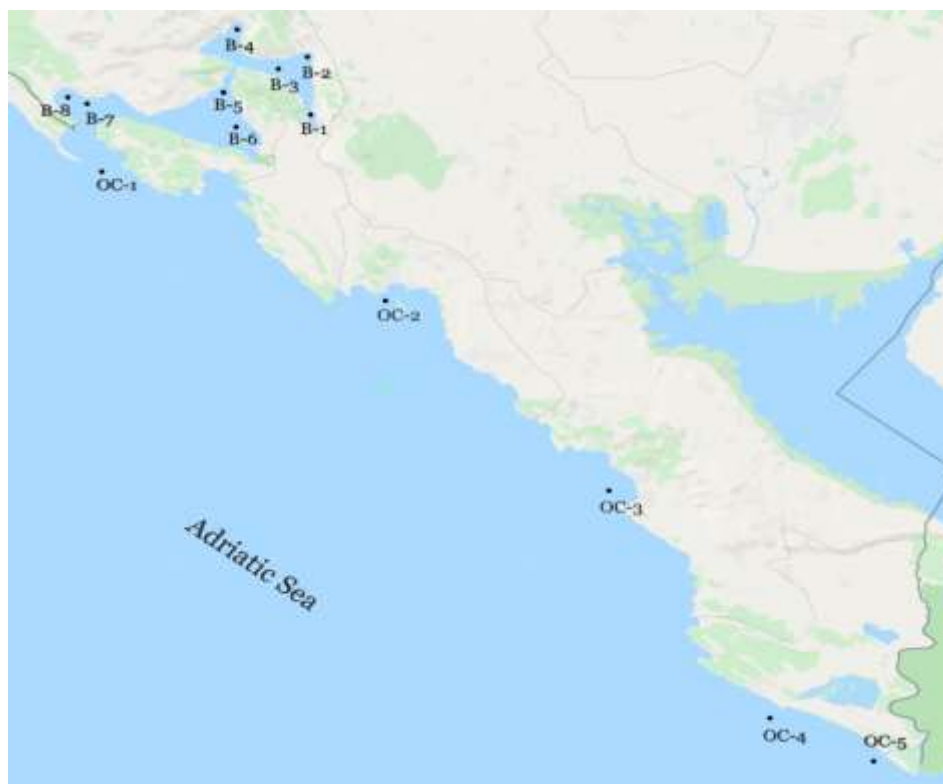 B-4
B-2
B-3
B-5
B-8
B-7
B-1
B-6
OC-1
OC-2
OC-3
Adriatic Sea
OC-4
OC-5